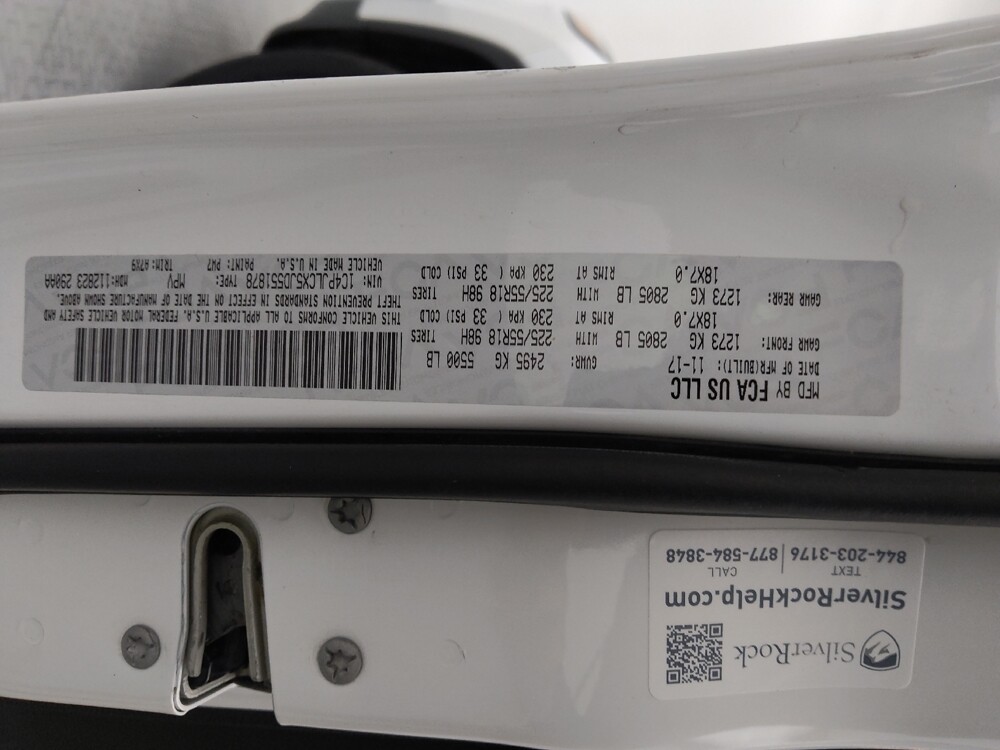 MFD BY FCA US LLC
DATE OF MFR(BUILT): 11-17 GVWR: 2495 KG 5500 LB
GAWR FRONT: 1273 KG 2805 LB WITH 225/55R18 98H TIRES
18X7.0 RIMS AT 230 KPA ( 33 PSI) COLD
GAWR REAR: 1273 KG 2805 LB WITH 225/55R18 98H TIRES
18X7.0 RIMS AT 230 KPA ( 33 PSI) COLD
THIS VEHICLE CONFORMS TO ALL APPLICABLE U.S.A. FEDERAL MOTOR VEHICLE SAFETY AND
THEFT PREVENTION STANDARDS IN EFFECT ON THE DATE OF MANUFACTURE SHOWN ABOVE.
VIN: 1C4PJLCX5JD551878 TYPE: MPV MDH:112823 290AA
VEHICLE MADE IN U.S.A. PAINT: PW7 TRIM:A7X9
SilverRock
SilverRockHelp.com
TEXT CALL
844-203-3176 | 877-584-3848